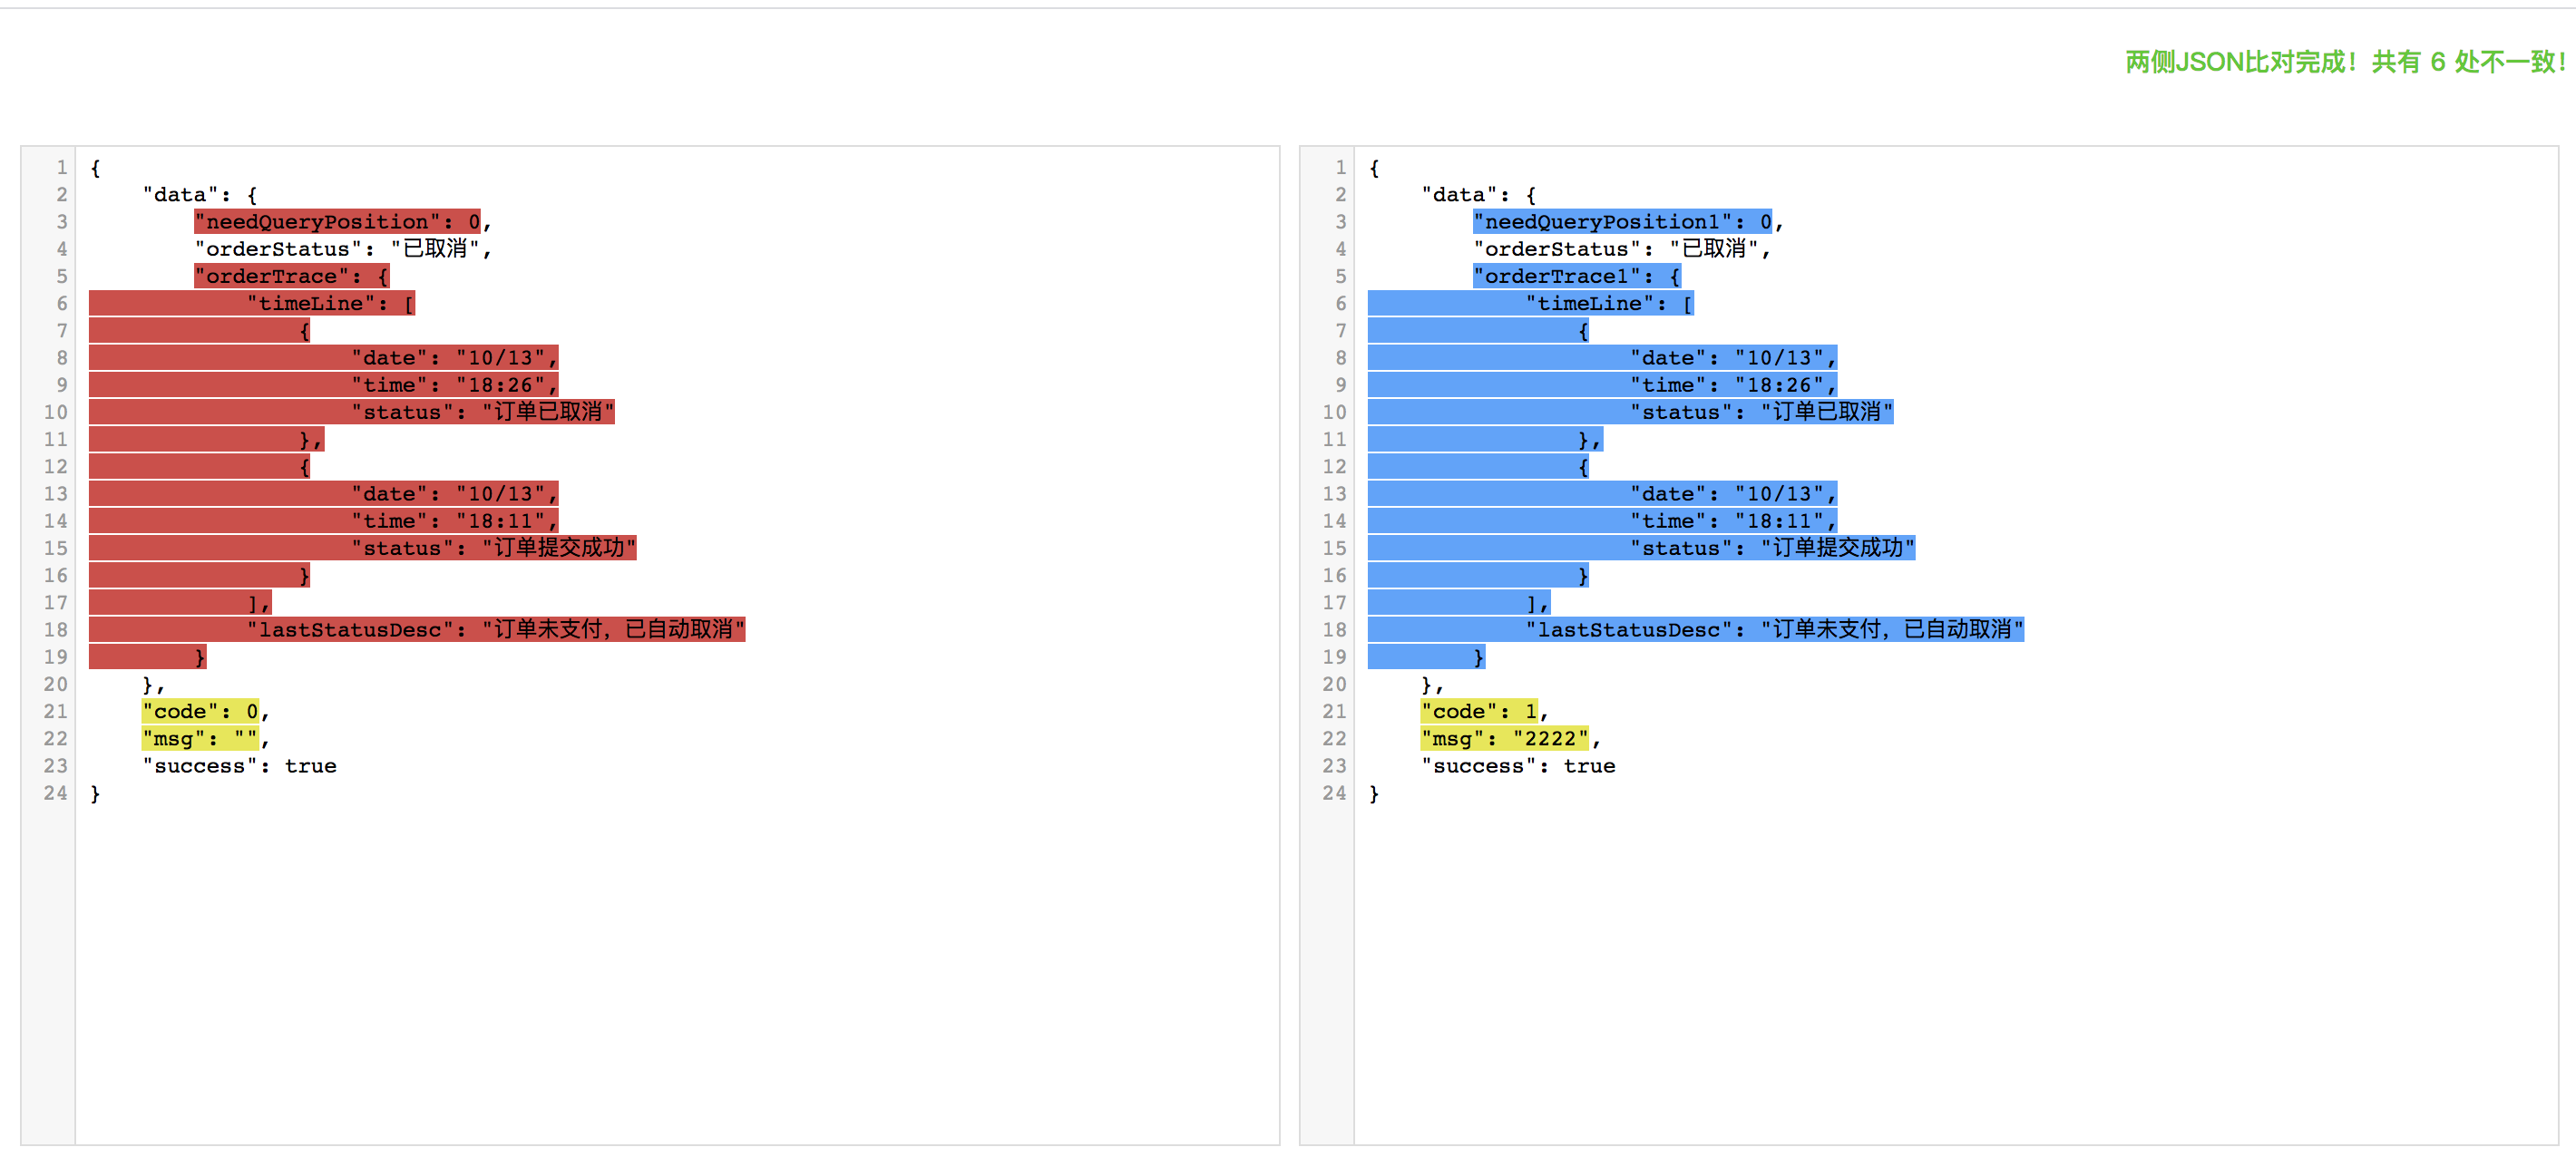 两侧JSON比对完成！共有 6 处不一致！
1 {
2 "data": {
3 "needQueryPosition": 0,
4 "orderStatus": "已取消",
5 "orderTrace": {
6 "timeLine": [
7 {
8 "date": "10/13",
9 "time": "18:26",
10 "status": "订单已取消"
11 },
12 {
13 "date": "10/13",
14 "time": "18:11",
15 "status": "订单提交成功"
16 }
17 ],
18 "lastStatusDesc": "订单未支付，已自动取消"
19 }
20 },
21 "code": 0,
22 "msg": "",
23 "success": true
24 }
1 {
2 "data": {
3 "needQueryPosition1": 0,
4 "orderStatus": "已取消",
5 "orderTrace1": {
6 "timeLine": [
7 {
8 "date": "10/13",
9 "time": "18:26",
10 "status": "订单已取消"
11 },
12 {
13 "date": "10/13",
14 "time": "18:11",
15 "status": "订单提交成功"
16 }
17 ],
18 "lastStatusDesc": "订单未支付，已自动取消"
19 }
20 },
21 "code": 1,
22 "msg": "2222",
23 "success": true
24 }